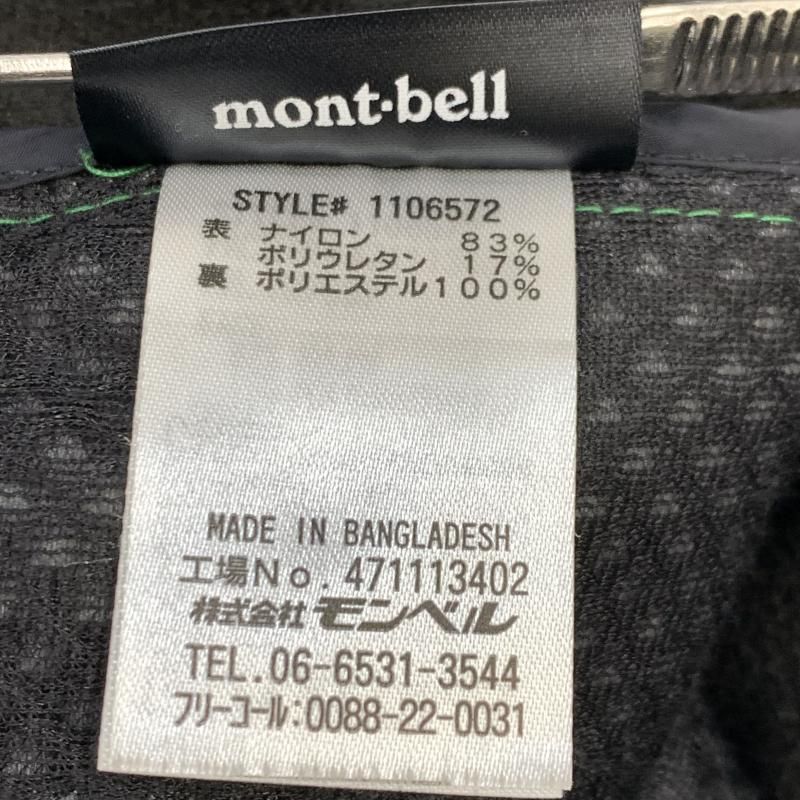 mont·bell
STYLE# 1106572
表 ナイロン 83%
ポリウレタン 17%
裏 ポリエステル100%
MADE IN BANGLADESH
工場No. 471113402
株式会社 モンベル
TEL.06-6531-3544
フリーコール:0088-22-0031